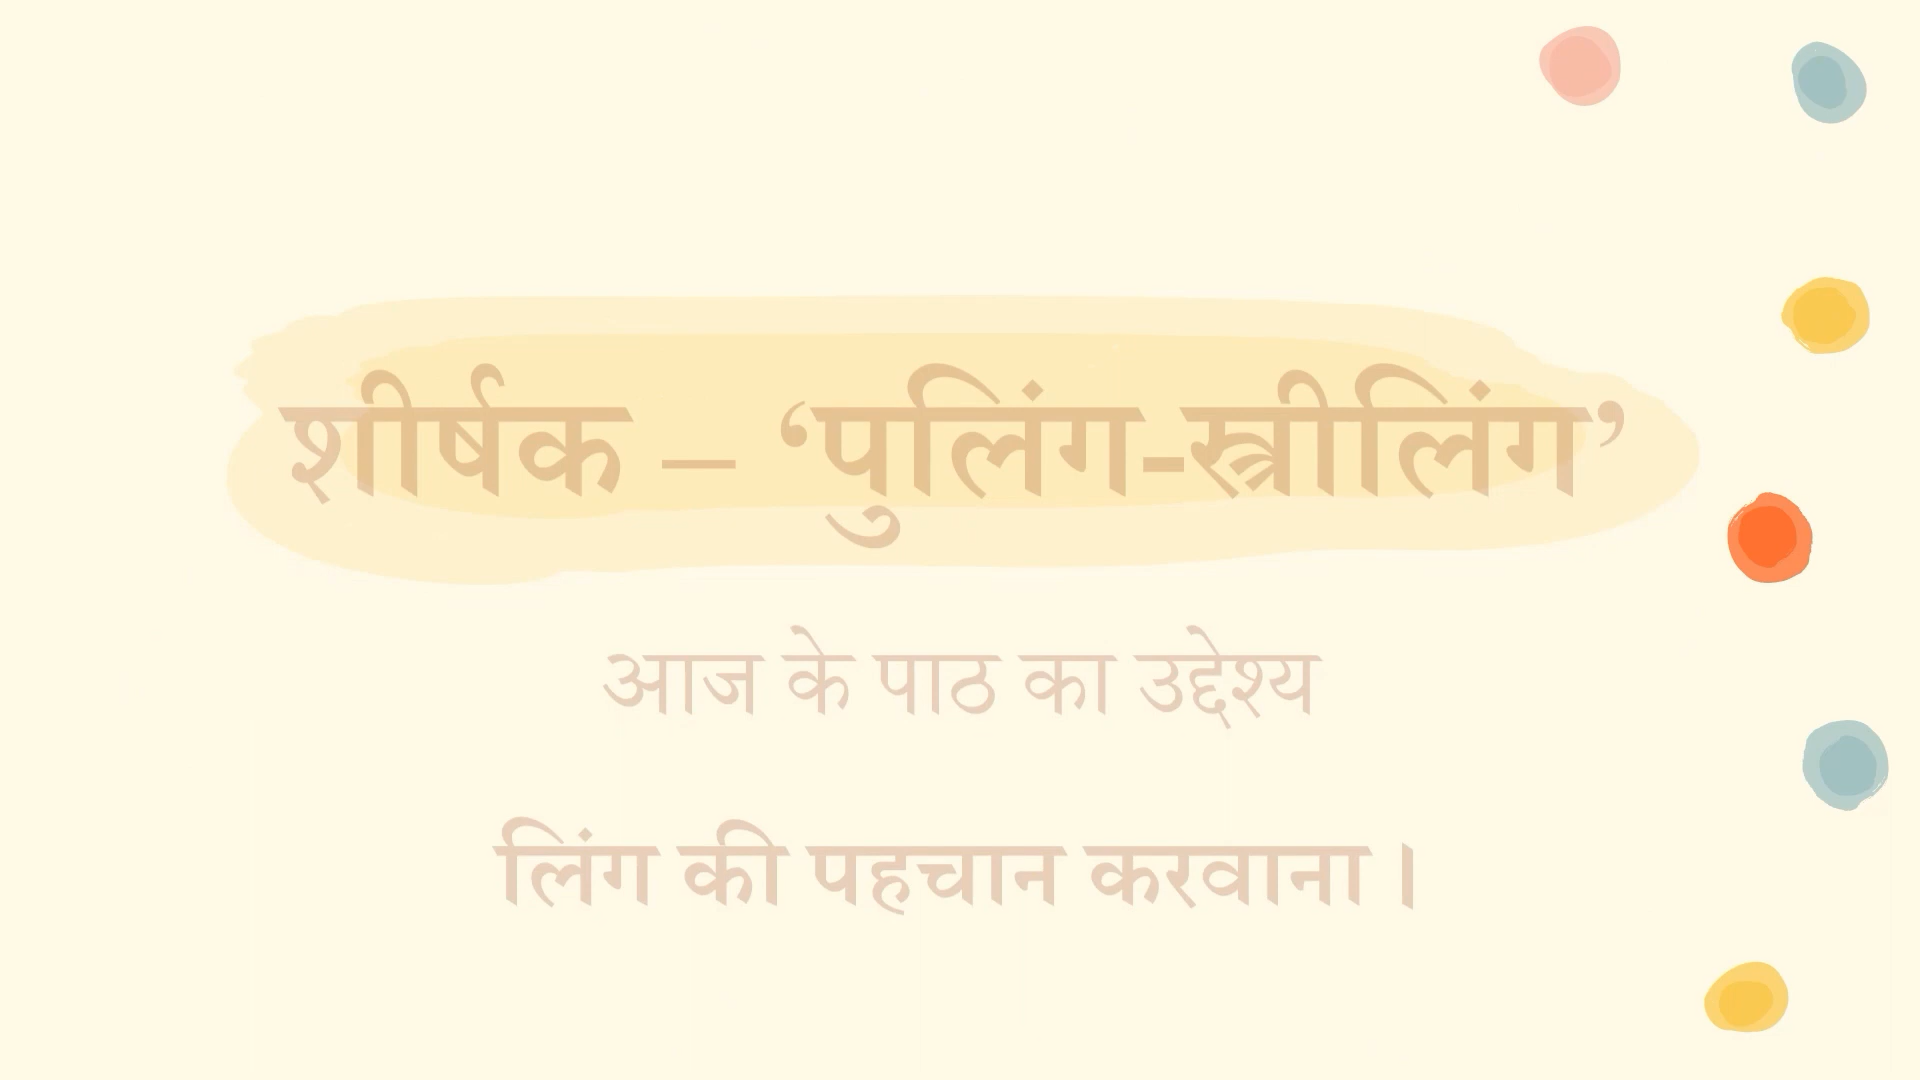 शीर्षक – ‘पुलिंग-स्त्रीलिंग’
आज के पाठ का उद्देश्य
लिंग की पहचान करवाना ।